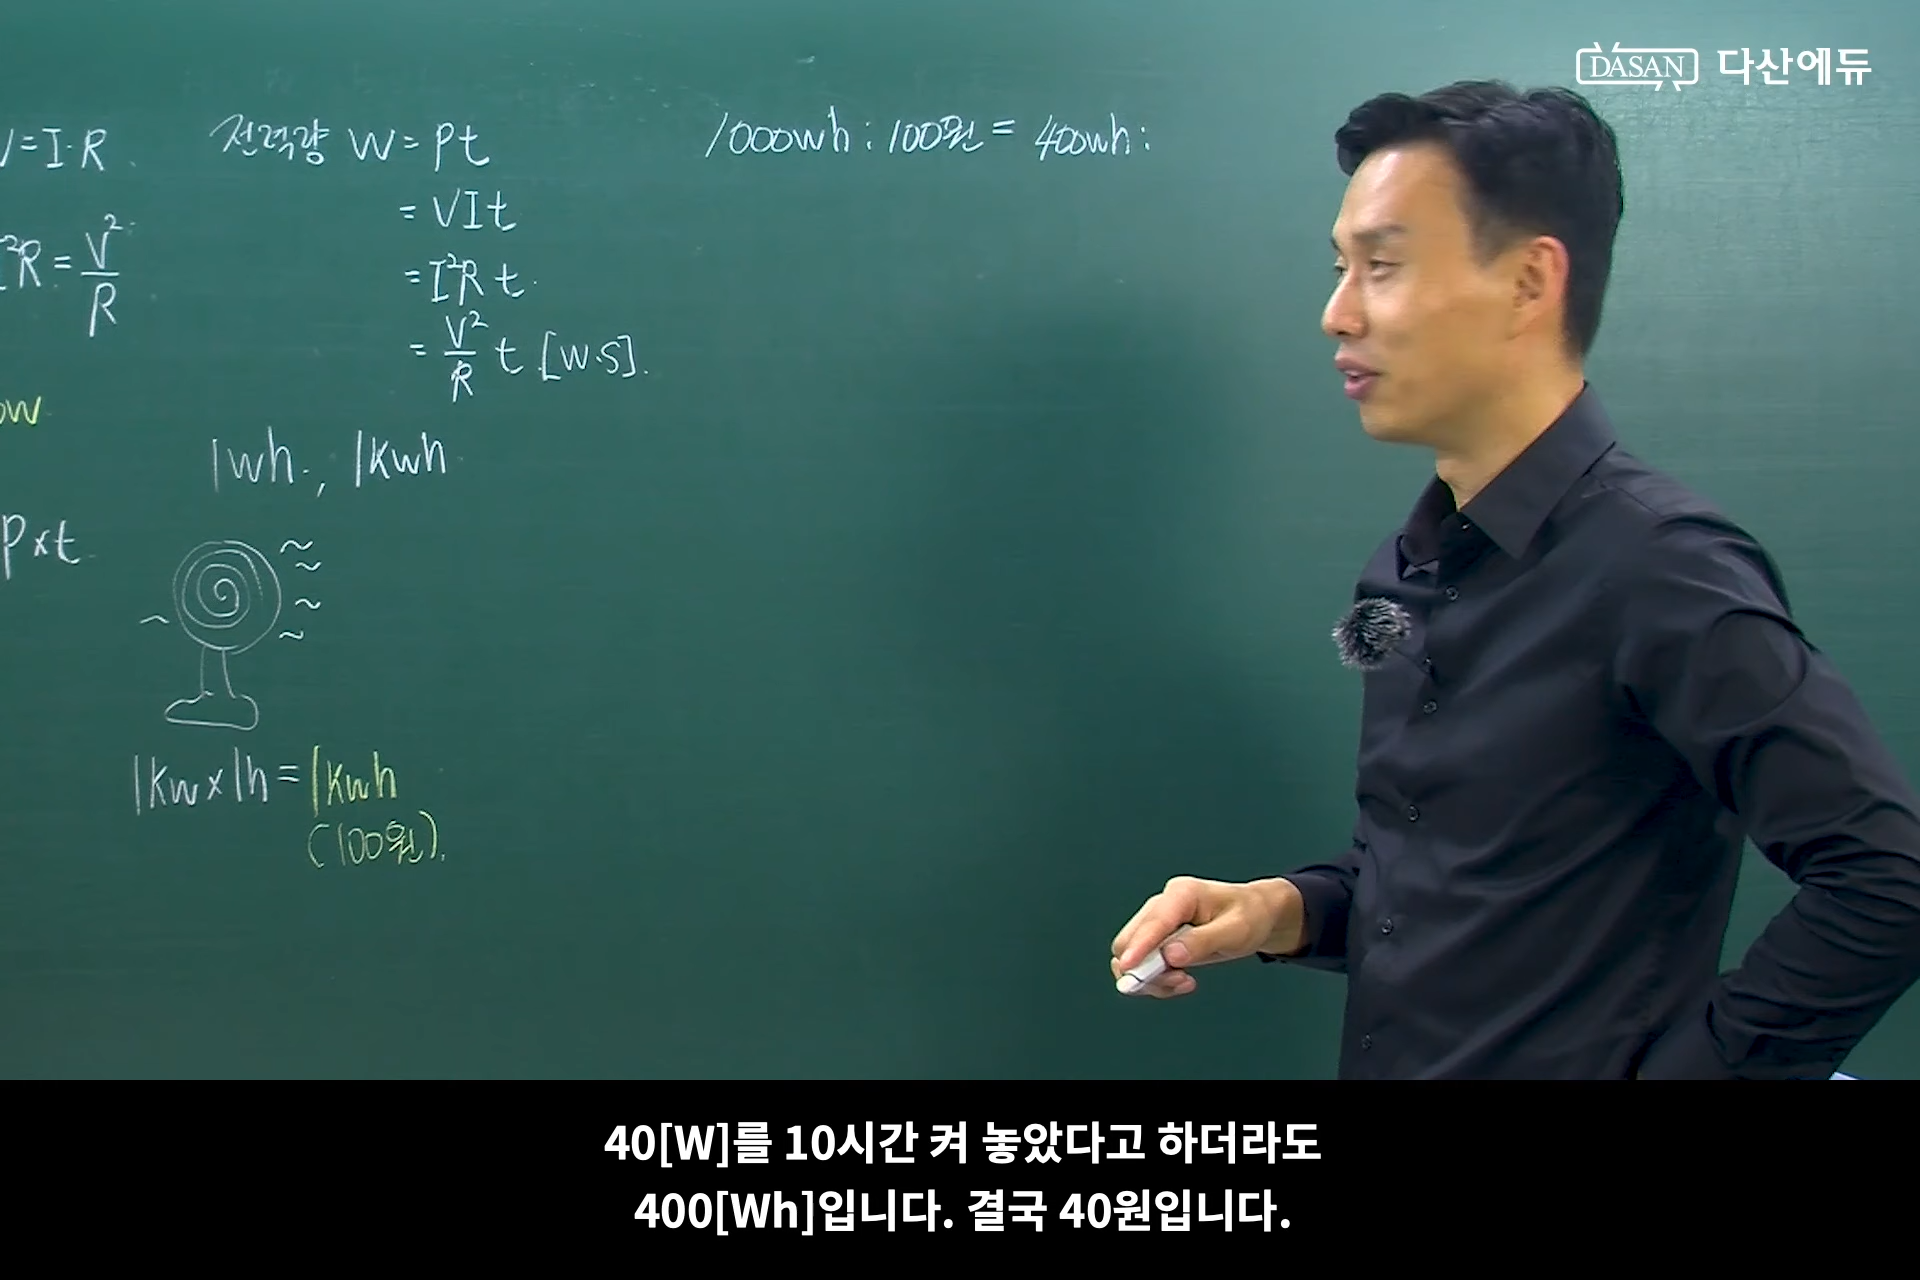 DASAN 다산에듀
V=I·R
I²R=V²/R
ow
P×t
전력량 W=Pt
=VIt
=I²Rt
=V²/R t [W·S].
1wh., 1kwh
1kw×1h=1kwh
(100원).
1000wh:100원=400wh:
40[W]를 10시간 켜 놓았다고 하더라도
400[Wh]입니다. 결국 40원입니다.